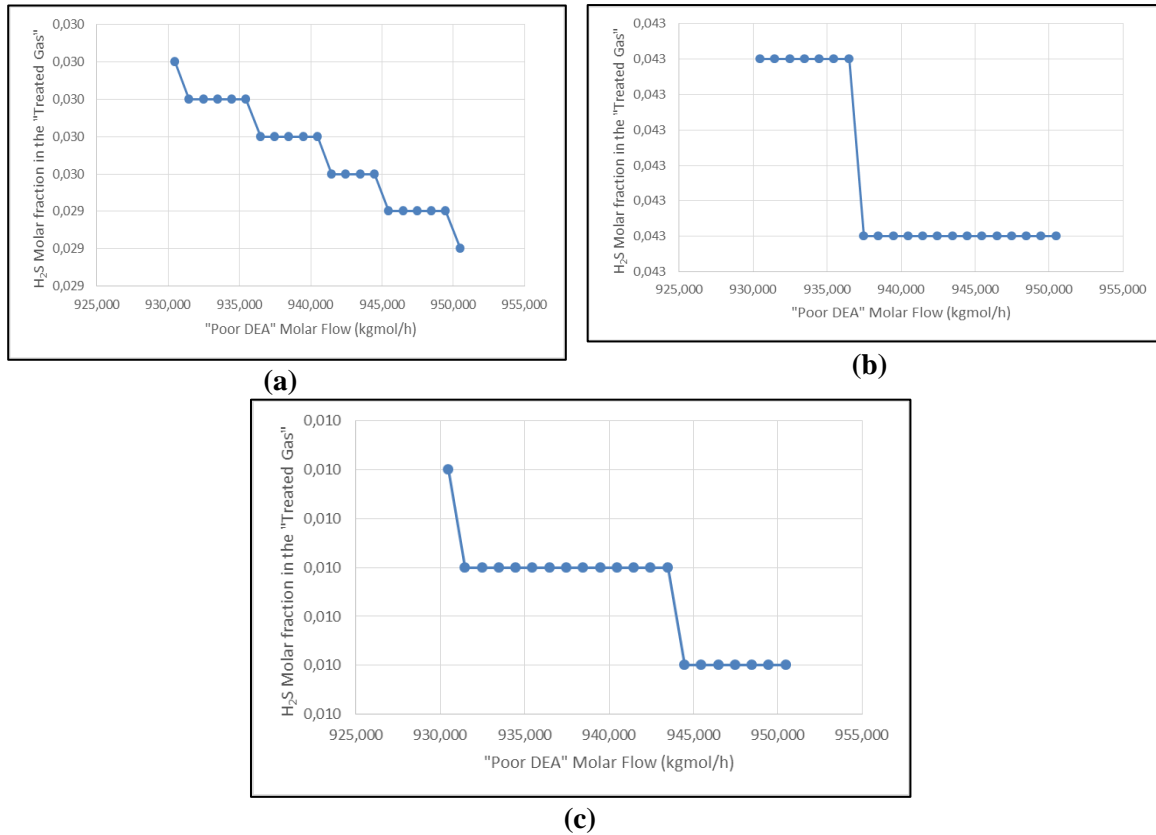 H₂S Molar fraction in the "Treated Gas"
0,030
0,030
0,030
0,030
0,030
0,029
0,029
0,029
925,000 930,000 935,000 940,000 945,000 950,000 955,000
"Poor DEA" Molar Flow (kgmol/h)
(a)
H₂S Molar fraction in the "Treated Gas"
0,043
0,043
0,043
0,043
0,043
0,043
0,043
0,043
925,000 930,000 935,000 940,000 945,000 950,000 955,000
"Poor DEA" Molar Flow (kgmol/h)
(b)
H₂S Molar fraction in the "Treated Gas"
0,010
0,010
0,010
0,010
0,010
0,010
0,010
925,000 930,000 935,000 940,000 945,000 950,000 955,000
"Poor DEA" Molar Flow (kgmol/h)
(c)